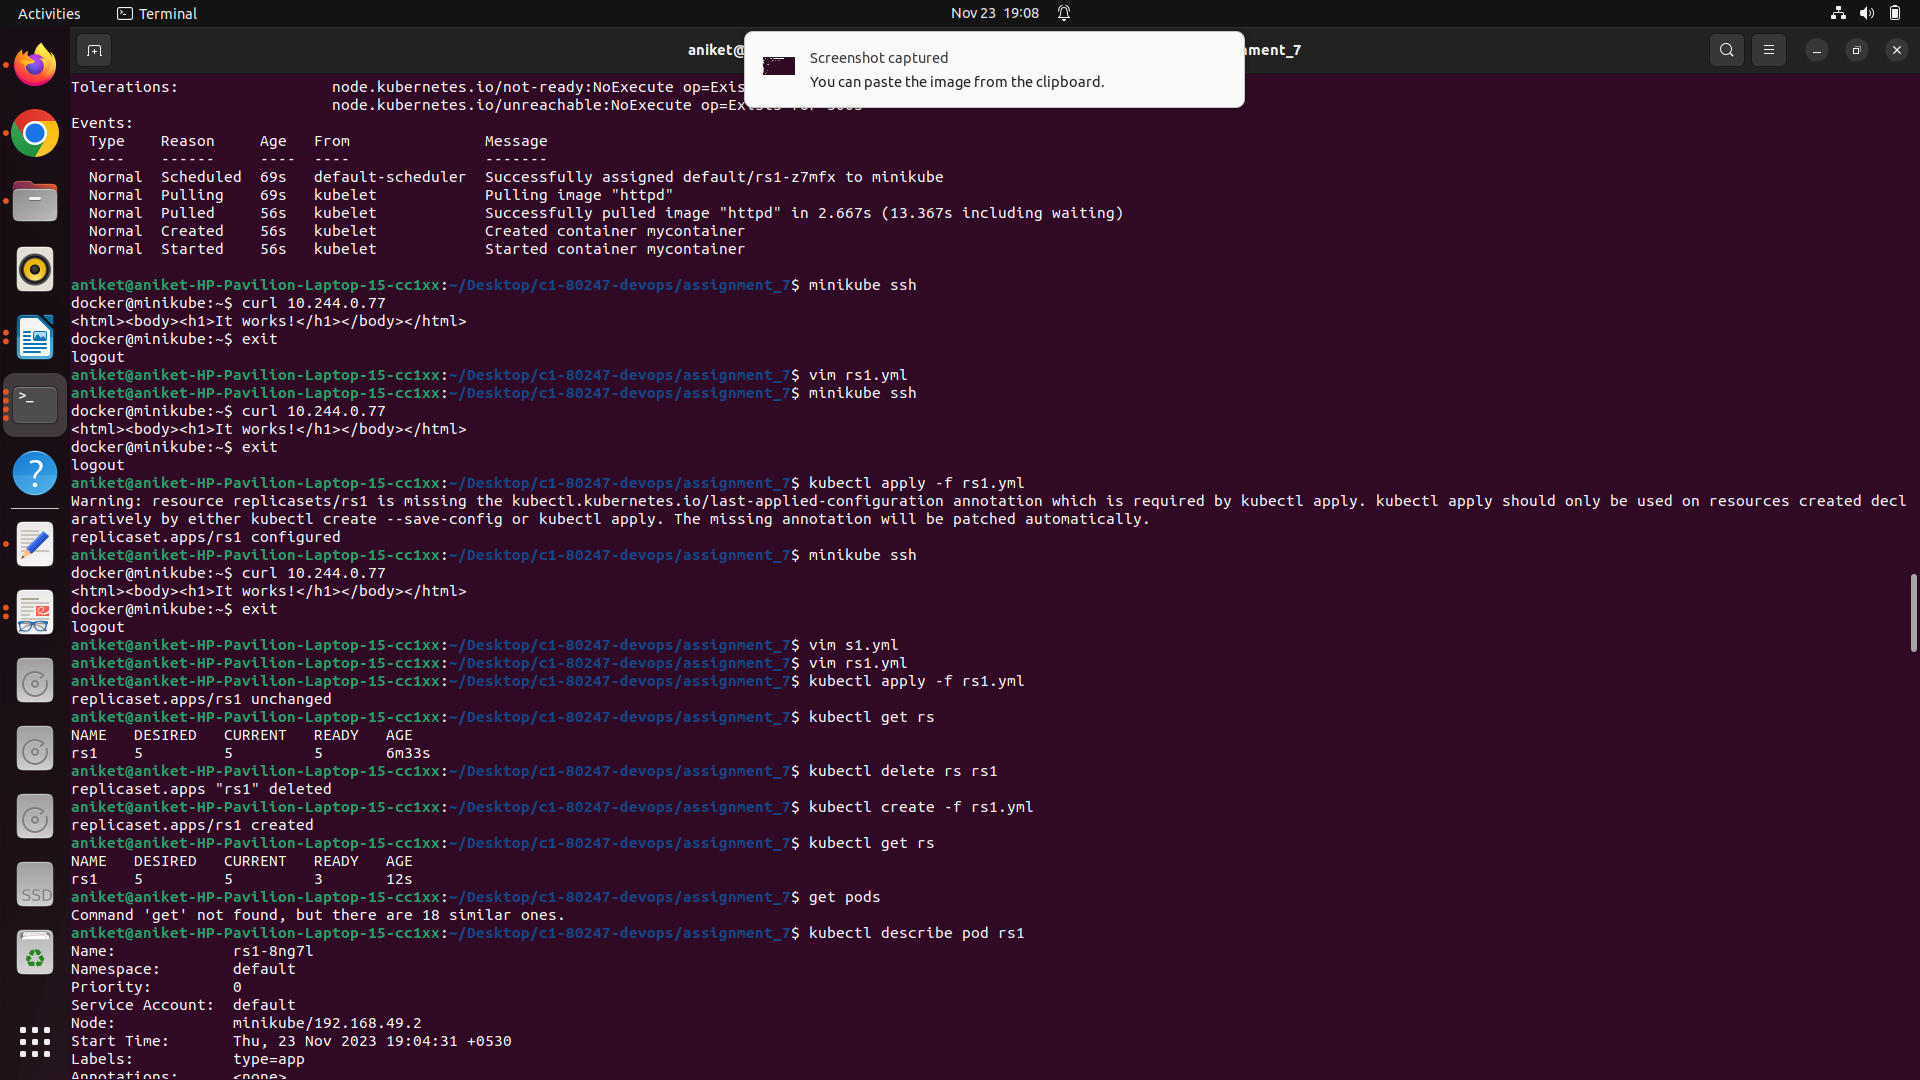 Activities
Terminal
Nov 23 19:08
aniket@
nment_7
Screenshot captured
You can paste the image from the clipboard.
Tolerations: node.kubernetes.io/not-ready:NoExecute op=Exis
node.kubernetes.io/unreachable:NoExecute op=Exists for 300s
Events:
Type Reason Age From Message
---- ------ ---- ---- -------
Normal Scheduled 69s default-scheduler Successfully assigned default/rs1-z7mfx to minikube
Normal Pulling 69s kubelet Pulling image "httpd"
Normal Pulled 56s kubelet Successfully pulled image "httpd" in 2.667s (13.367s including waiting)
Normal Created 56s kubelet Created container mycontainer
Normal Started 56s kubelet Started container mycontainer
aniket@aniket-HP-Pavilion-Laptop-15-cc1xx:~/Desktop/c1-80247-devops/assignment_7$ minikube ssh
docker@minikube:~$ curl 10.244.0.77
<html><body><h1>It works!</h1></body></html>
docker@minikube:~$ exit
logout
aniket@aniket-HP-Pavilion-Laptop-15-cc1xx:~/Desktop/c1-80247-devops/assignment_7$ vim rs1.yml
aniket@aniket-HP-Pavilion-Laptop-15-cc1xx:~/Desktop/c1-80247-devops/assignment_7$ minikube ssh
docker@minikube:~$ curl 10.244.0.77
<html><body><h1>It works!</h1></body></html>
docker@minikube:~$ exit
logout
aniket@aniket-HP-Pavilion-Laptop-15-cc1xx:~/Desktop/c1-80247-devops/assignment_7$ kubectl apply -f rs1.yml
Warning: resource replicasets/rs1 is missing the kubectl.kubernetes.io/last-applied-configuration annotation which is required by kubectl apply. kubectl apply should only be used on resources created decl
aratively by either kubectl create --save-config or kubectl apply. The missing annotation will be patched automatically.
replicaset.apps/rs1 configured
aniket@aniket-HP-Pavilion-Laptop-15-cc1xx:~/Desktop/c1-80247-devops/assignment_7$ minikube ssh
docker@minikube:~$ curl 10.244.0.77
<html><body><h1>It works!</h1></body></html>
docker@minikube:~$ exit
logout
aniket@aniket-HP-Pavilion-Laptop-15-cc1xx:~/Desktop/c1-80247-devops/assignment_7$ vim s1.yml
aniket@aniket-HP-Pavilion-Laptop-15-cc1xx:~/Desktop/c1-80247-devops/assignment_7$ vim rs1.yml
aniket@aniket-HP-Pavilion-Laptop-15-cc1xx:~/Desktop/c1-80247-devops/assignment_7$ kubectl apply -f rs1.yml
replicaset.apps/rs1 unchanged
aniket@aniket-HP-Pavilion-Laptop-15-cc1xx:~/Desktop/c1-80247-devops/assignment_7$ kubectl get rs
NAME DESIRED CURRENT READY AGE
rs1 5 5 5 6m33s
aniket@aniket-HP-Pavilion-Laptop-15-cc1xx:~/Desktop/c1-80247-devops/assignment_7$ kubectl delete rs rs1
replicaset.apps "rs1" deleted
aniket@aniket-HP-Pavilion-Laptop-15-cc1xx:~/Desktop/c1-80247-devops/assignment_7$ kubectl create -f rs1.yml
replicaset.apps/rs1 created
aniket@aniket-HP-Pavilion-Laptop-15-cc1xx:~/Desktop/c1-80247-devops/assignment_7$ kubectl get rs
NAME DESIRED CURRENT READY AGE
rs1 5 5 3 12s
aniket@aniket-HP-Pavilion-Laptop-15-cc1xx:~/Desktop/c1-80247-devops/assignment_7$ get pods
Command 'get' not found, but there are 18 similar ones.
aniket@aniket-HP-Pavilion-Laptop-15-cc1xx:~/Desktop/c1-80247-devops/assignment_7$ kubectl describe pod rs1
Name: rs1-8ng7l
Namespace: default
Priority: 0
Service Account: default
Node: minikube/192.168.49.2
Start Time: Thu, 23 Nov 2023 19:04:31 +0530
Labels: type=app
Annotations: <none>
SSD